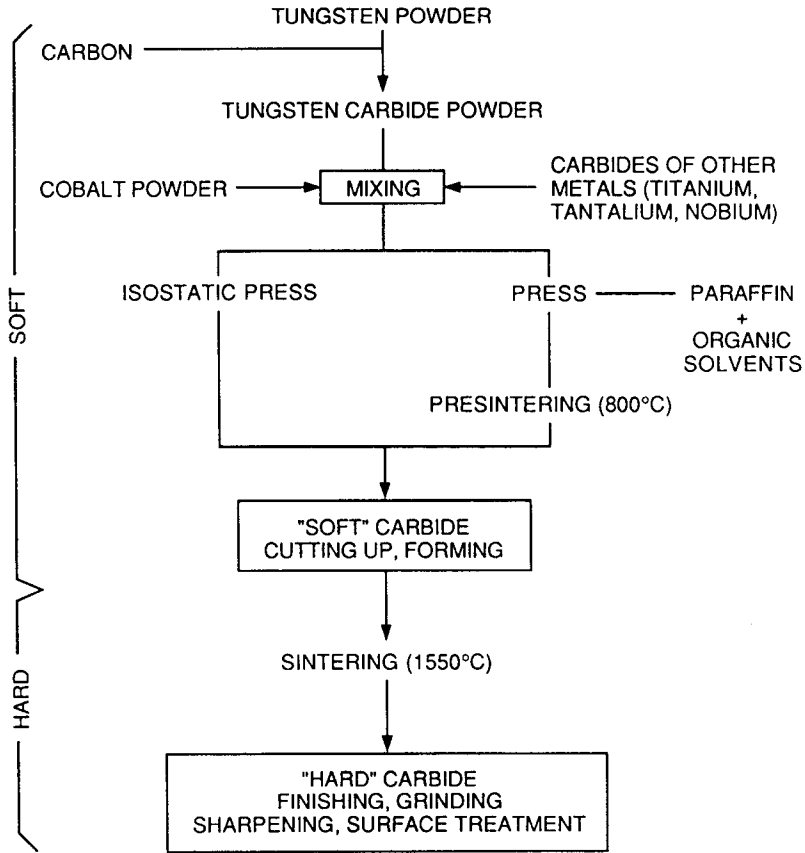 TUNGSTEN POWDER
CARBON
TUNGSTEN CARBIDE POWDER
COBALT POWDER
MIXING
CARBIDES OF OTHER
METALS (TITANIUM,
TANTALIUM, NOBIUM)
ISOSTATIC PRESS
PRESS
PARAFFIN
+
ORGANIC
SOLVENTS
PRESINTERING (800°C)
SOFT
"SOFT" CARBIDE
CUTTING UP, FORMING
SINTERING (1550°C)
HARD
"HARD" CARBIDE
FINISHING, GRINDING
SHARPENING, SURFACE TREATMENT